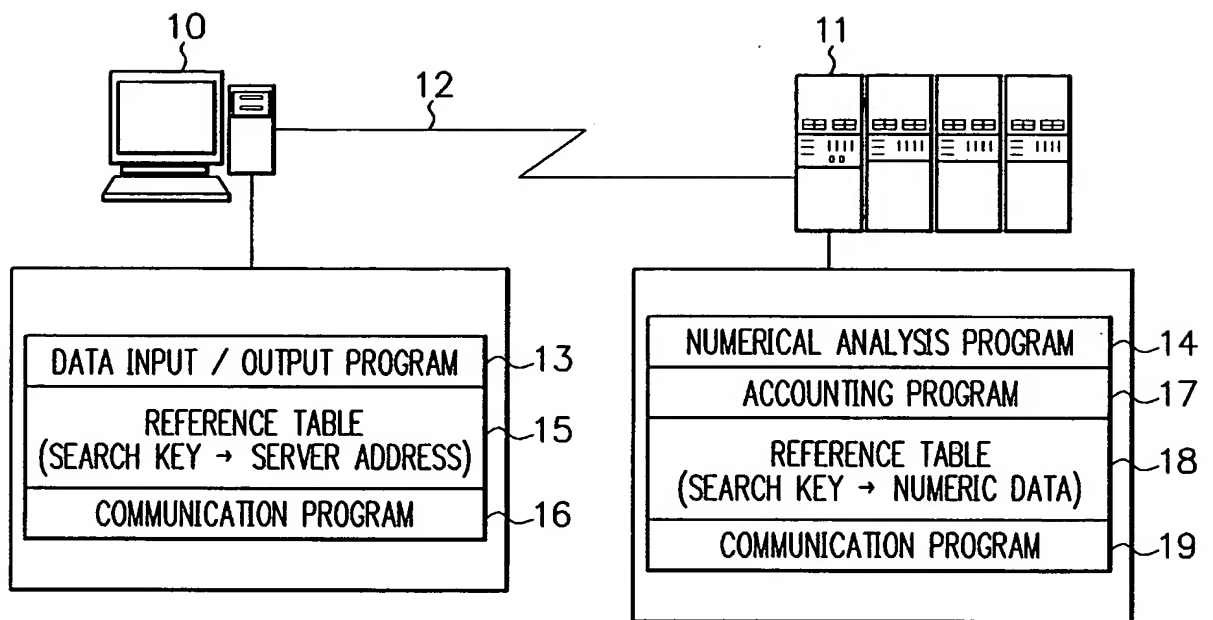 10
12
11
DATA INPUT / OUTPUT PROGRAM 13
REFERENCE TABLE
(SEARCH KEY → SERVER ADDRESS) 15
COMMUNICATION PROGRAM 16
NUMERICAL ANALYSIS PROGRAM 14
ACCOUNTING PROGRAM 17
REFERENCE TABLE
(SEARCH KEY → NUMERIC DATA) 18
COMMUNICATION PROGRAM 19